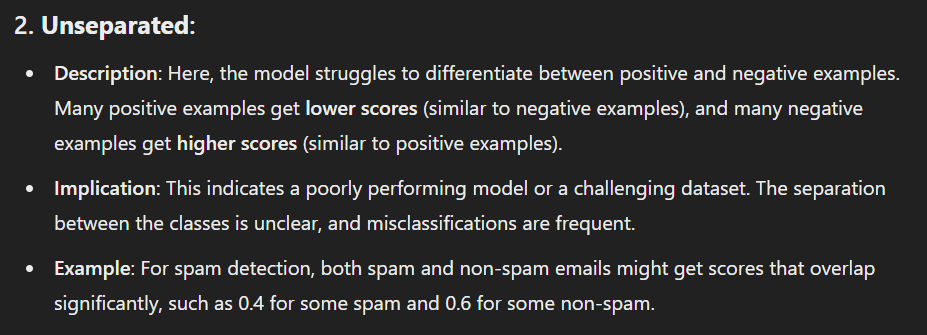 2. Unseparated:
• Description: Here, the model struggles to differentiate between positive and negative examples.
Many positive examples get lower scores (similar to negative examples), and many negative
examples get higher scores (similar to positive examples).
• Implication: This indicates a poorly performing model or a challenging dataset. The separation
between the classes is unclear, and misclassifications are frequent.
• Example: For spam detection, both spam and non-spam emails might get scores that overlap
significantly, such as 0.4 for some spam and 0.6 for some non-spam.